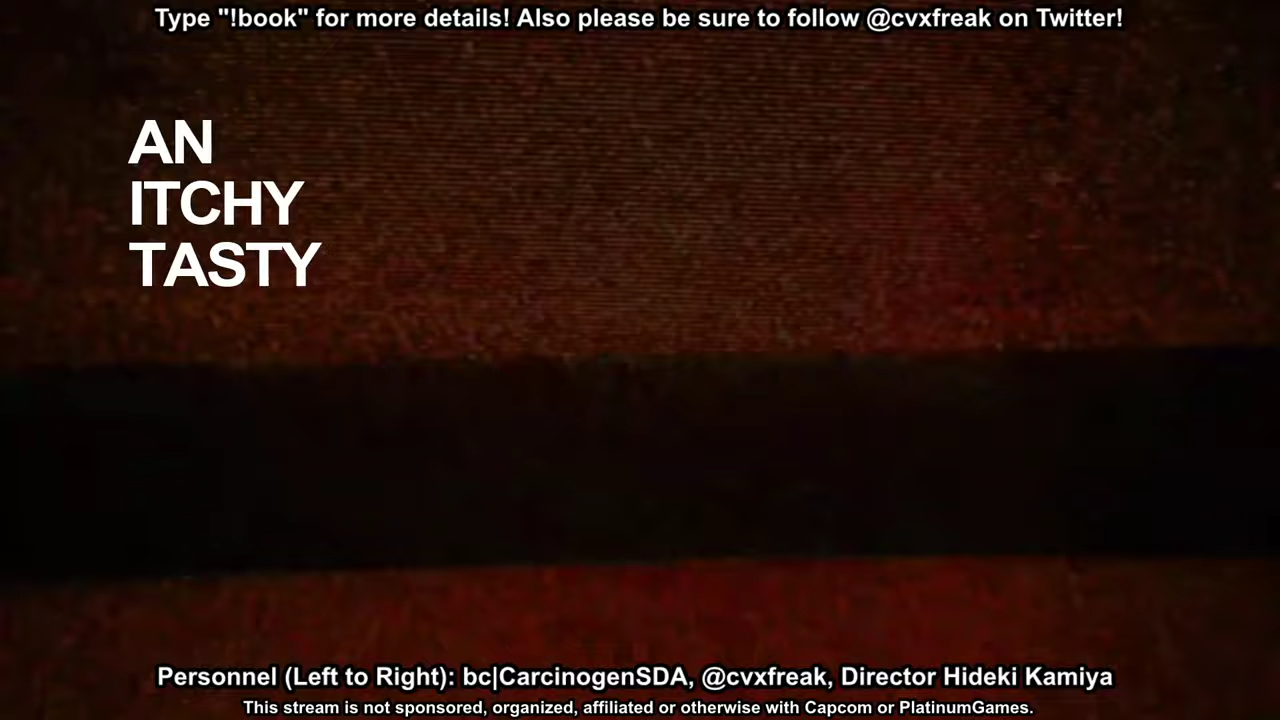 Type "!book" for more details! Also please be sure to follow @cvxfreak on Twitter!
AN
ITCHY
TASTY
Personnel (Left to Right): bc|CarcinogenSDA, @cvxfreak, Director Hideki Kamiya
This stream is not sponsored, organized, affiliated or otherwise with Capcom or PlatinumGames.